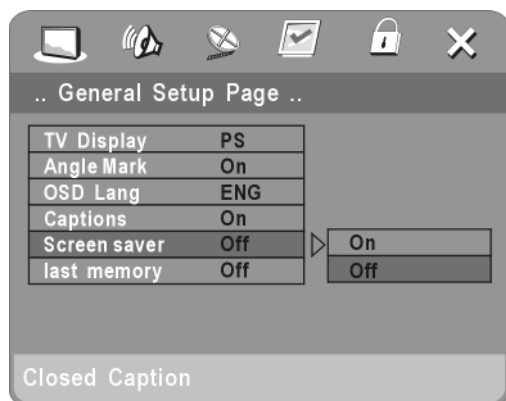 .. General Setup Page ..
TV Display PS
Angle Mark On
OSD Lang ENG
Captions On
Screen saver Off On
last memory Off Off
Closed Caption